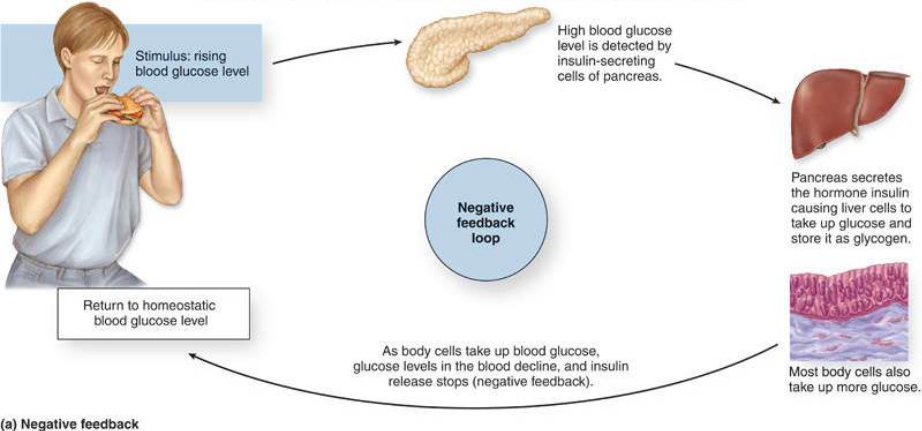 Stimulus: rising
blood glucose level
High blood glucose
level is detected by
insulin-secreting
cells of pancreas.
Pancreas secretes
the hormone insulin
causing liver cells to
take up glucose and
store it as glycogen.
Negative
feedback
loop
Most body cells also
take up more glucose.
As body cells take up blood glucose,
glucose levels in the blood decline, and insulin
release stops (negative feedback).
Return to homeostatic
blood glucose level
(a) Negative feedback